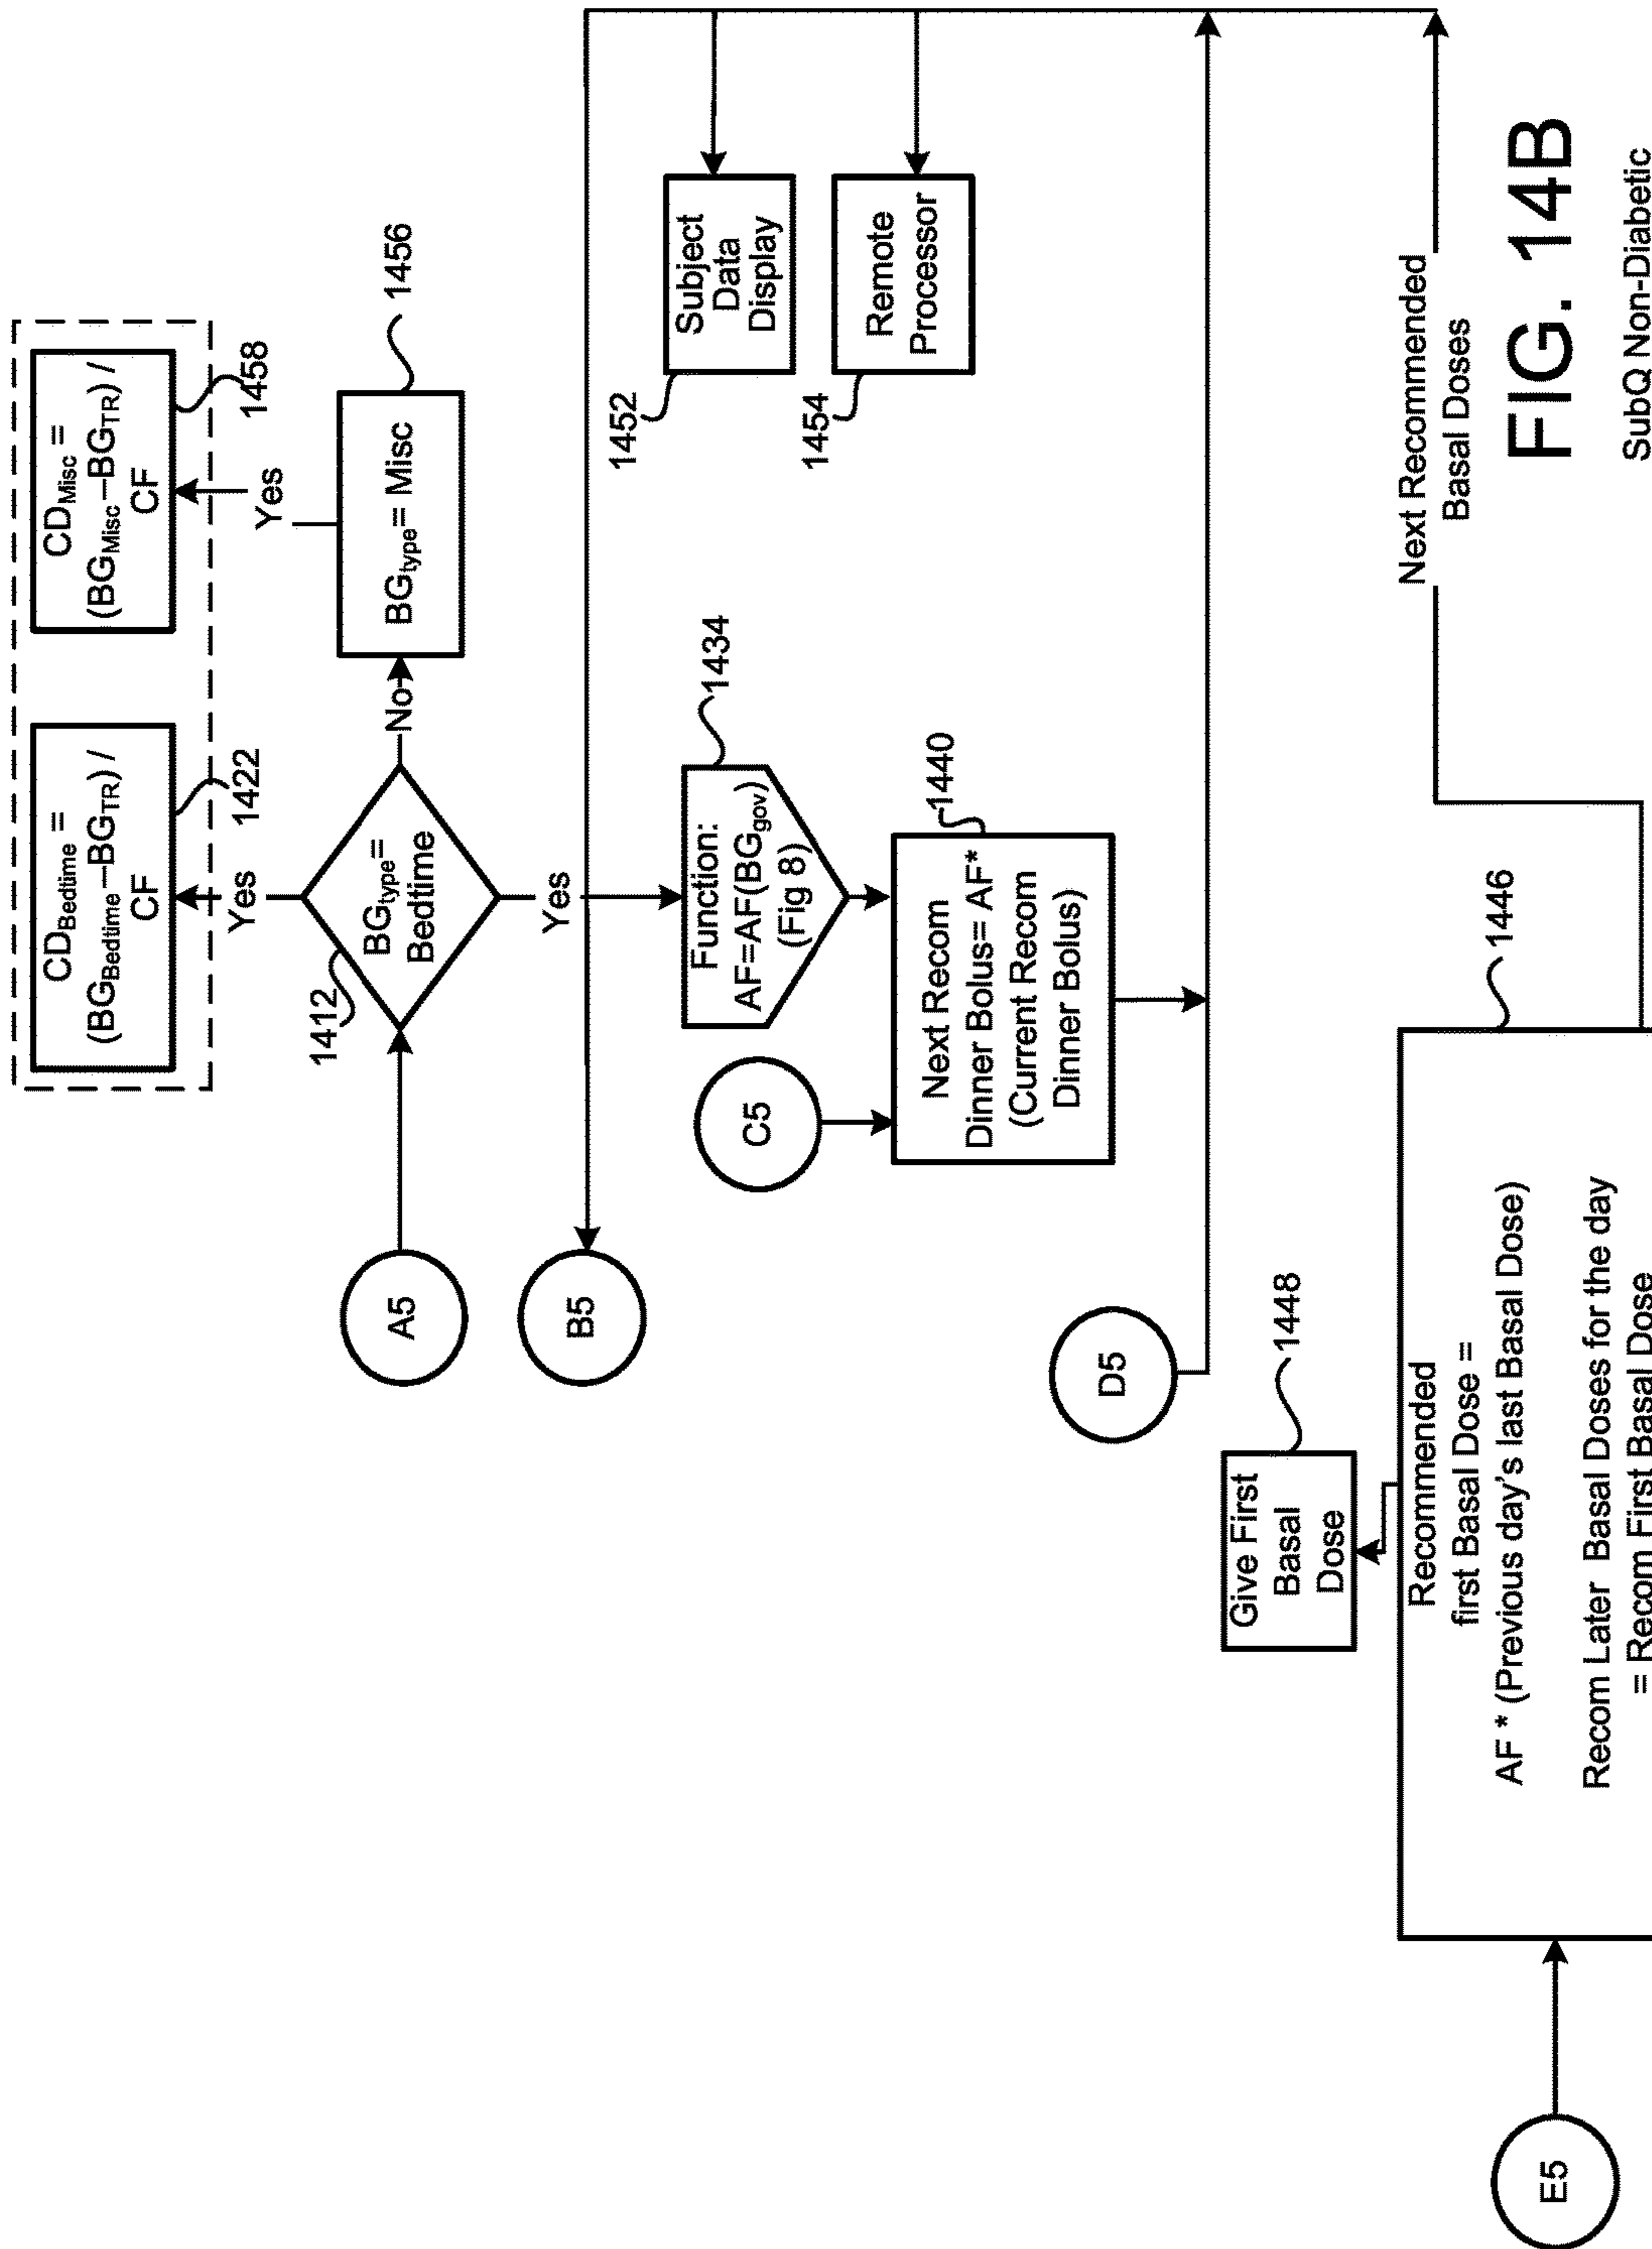 CD_Bedtime =
(BG_Bedtime–BG_TR) /
CF
CD_Misc =
(BG_Misc–BG_TR) /
CF
1422
1458
Yes
Yes
A5
1412
BG_type=
Bedtime
No
BG_type= Misc
1456
B5
Yes
C5
Function:
AF=AF(BG_gov)
(Fig 8)
1434
1452
Subject
Data
Display
1454
Remote
Processor
Next Recom
Dinner Bolus= AF*
(Current Recom
Dinner Bolus)
1440
D5
Give First
Basal
Dose
1448
E5
Recommended
first Basal Dose =
AF * (Previous day's last Basal Dose)
Recom Later Basal Doses for the day
= Recom First Basal Dose
1446
Next Recommended
Basal Doses
FIG. 14B
SubQ Non-Diabetic